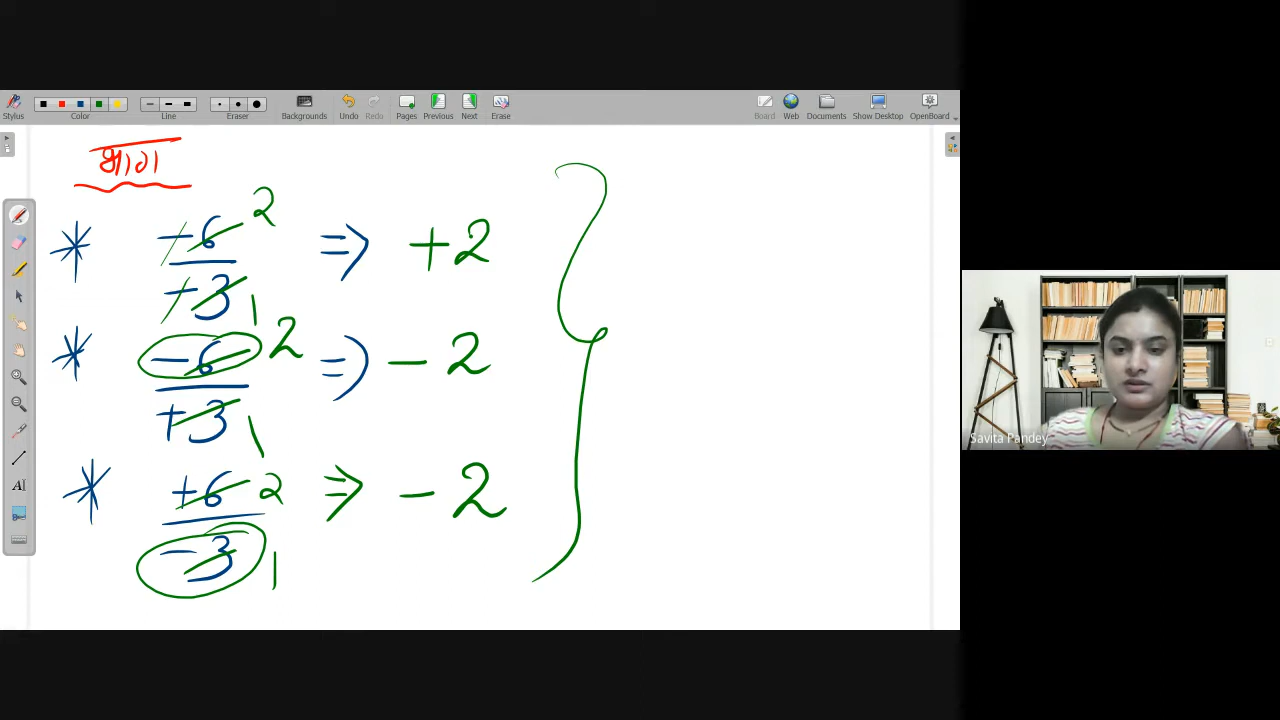 Stylus Color Line Eraser Backgrounds Undo Redo Pages Previous Next Erase Board Web Documents Show Desktop OpenBoard
भाग
* -6/-3 2 1 => +2
* -6/+3 2 1 => -2
* +6/-3 2 1 => -2
Savita Pandey